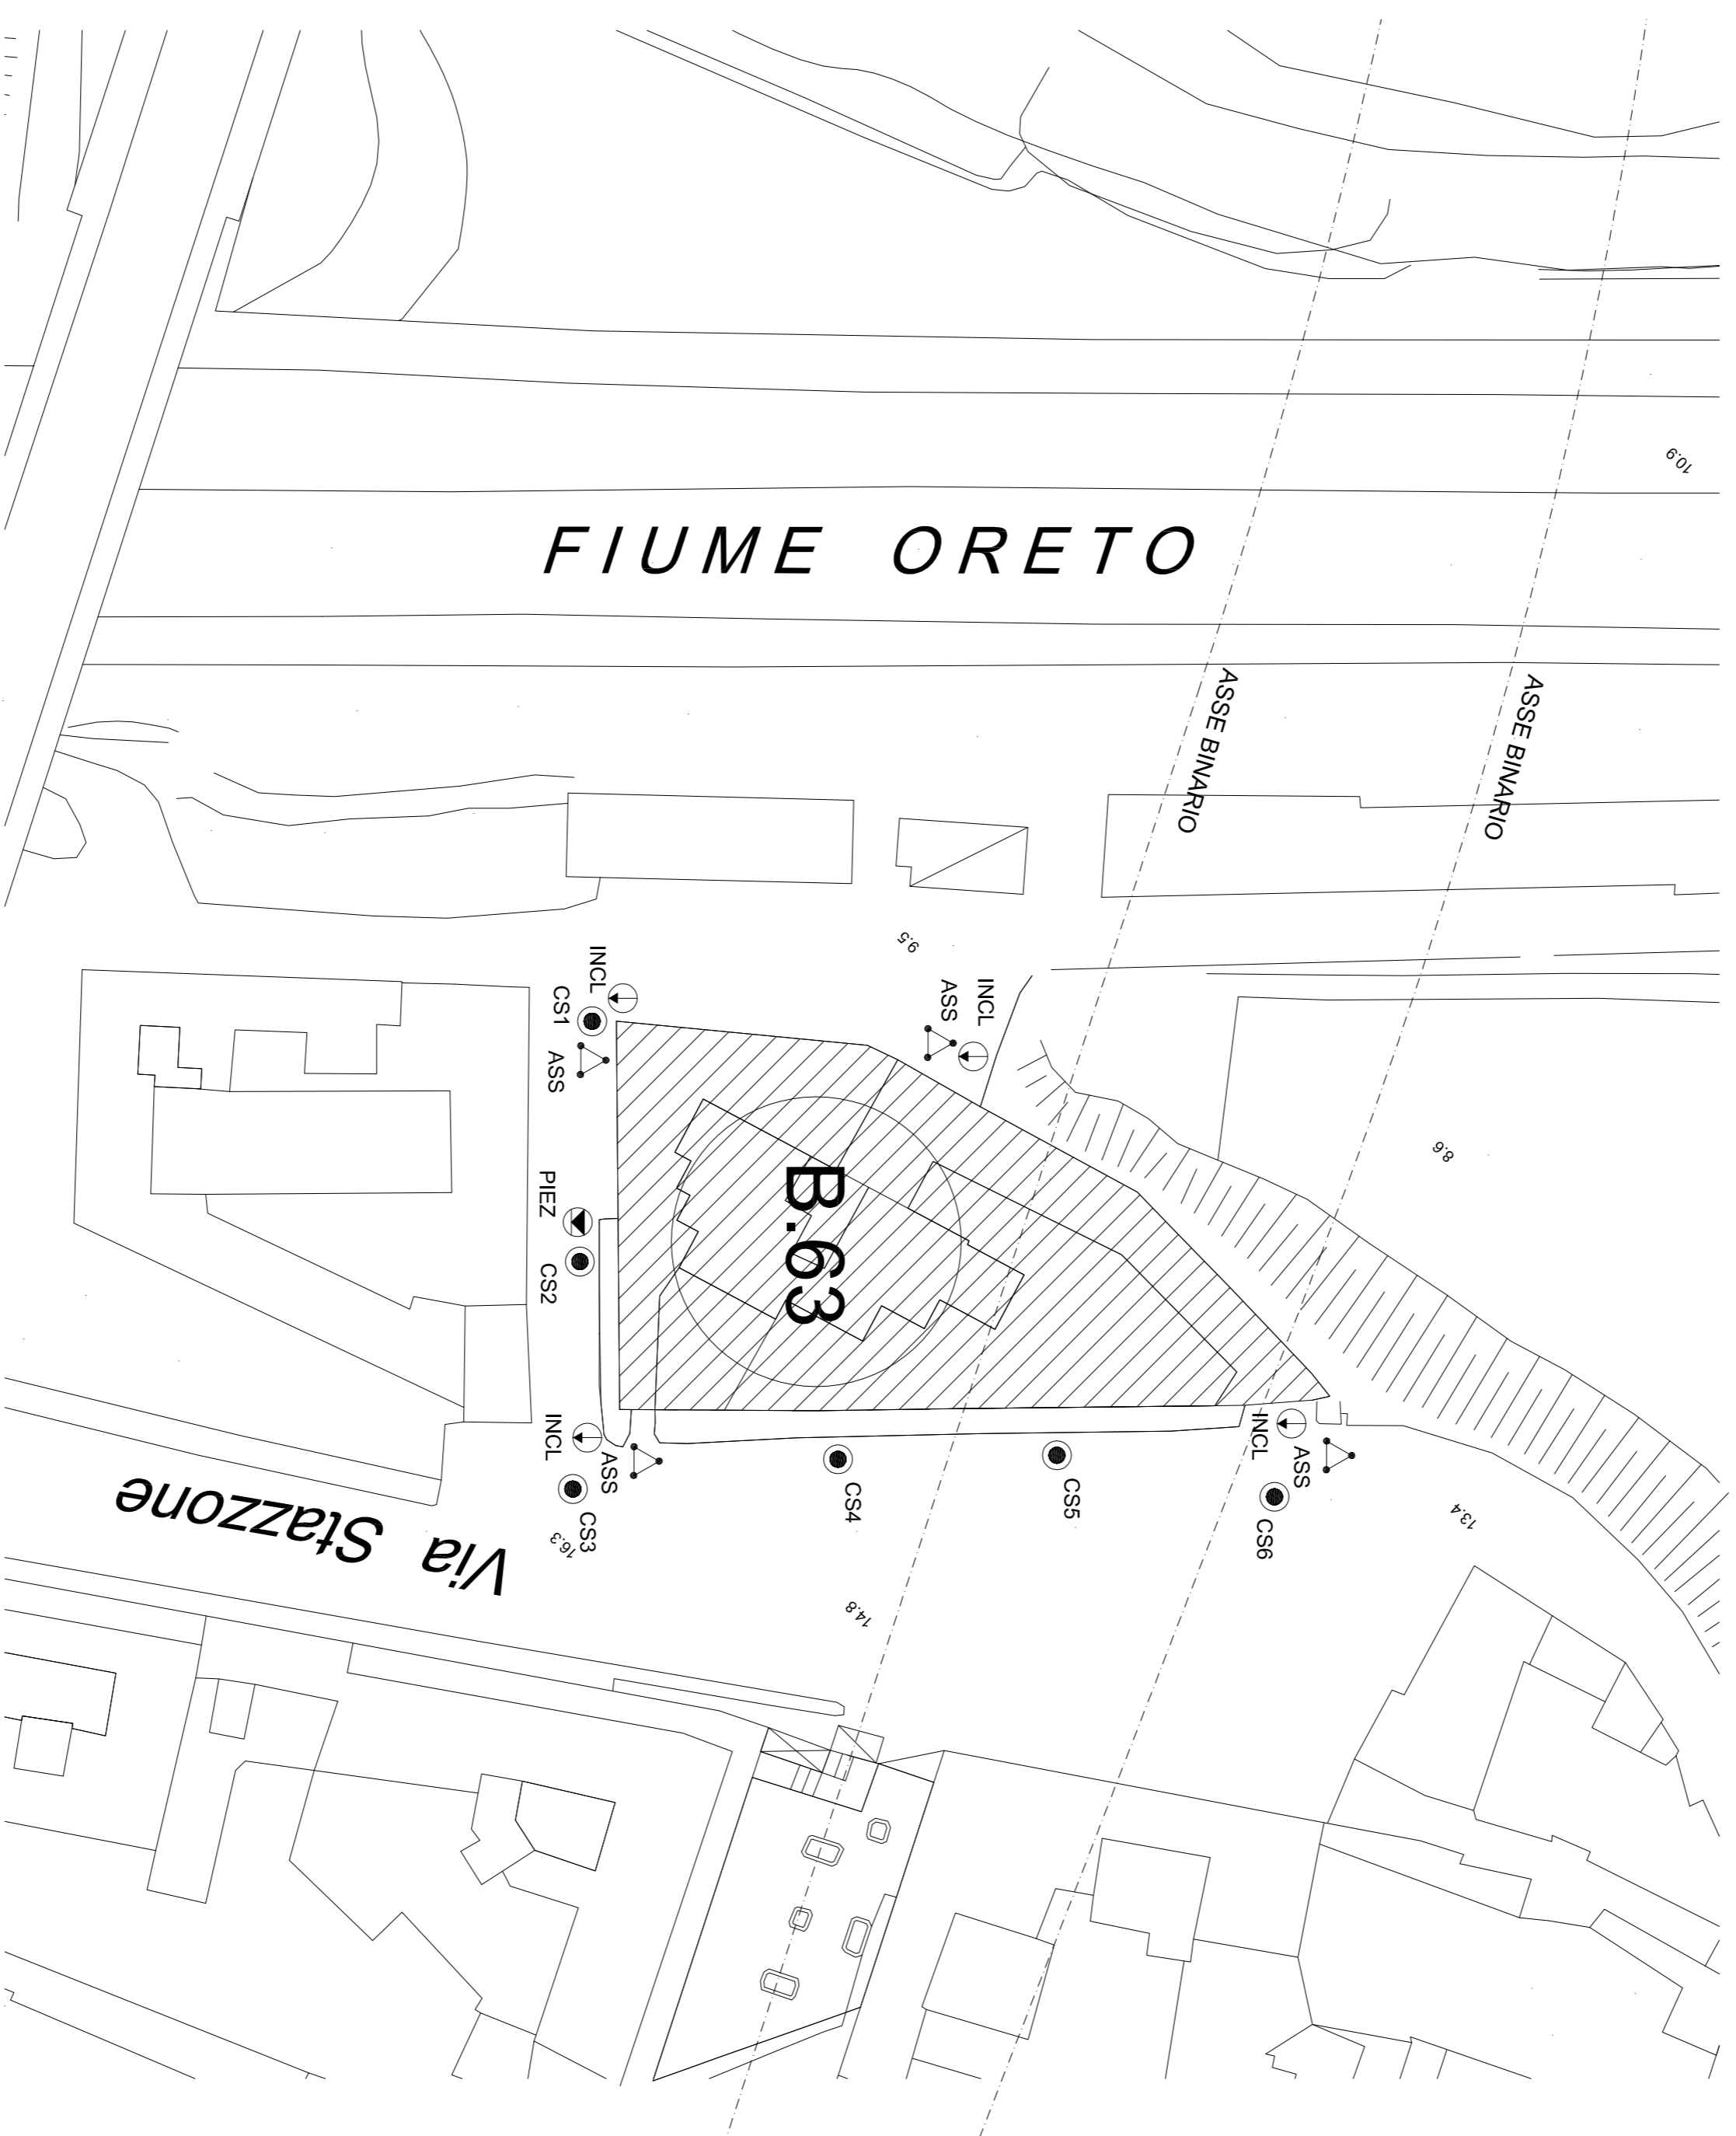 10.9
FIUME ORETO
ASSE BINARIO
ASSE BINARIO
9.5
INCL
CS1
ASS
INCL
ASS
8.6
B.63
PIEZ
CS2
INCL
ASS
CS3
16.3
CS4
CS5
INCL
ASS
CS6
13.4
Via Stazzone
14.8